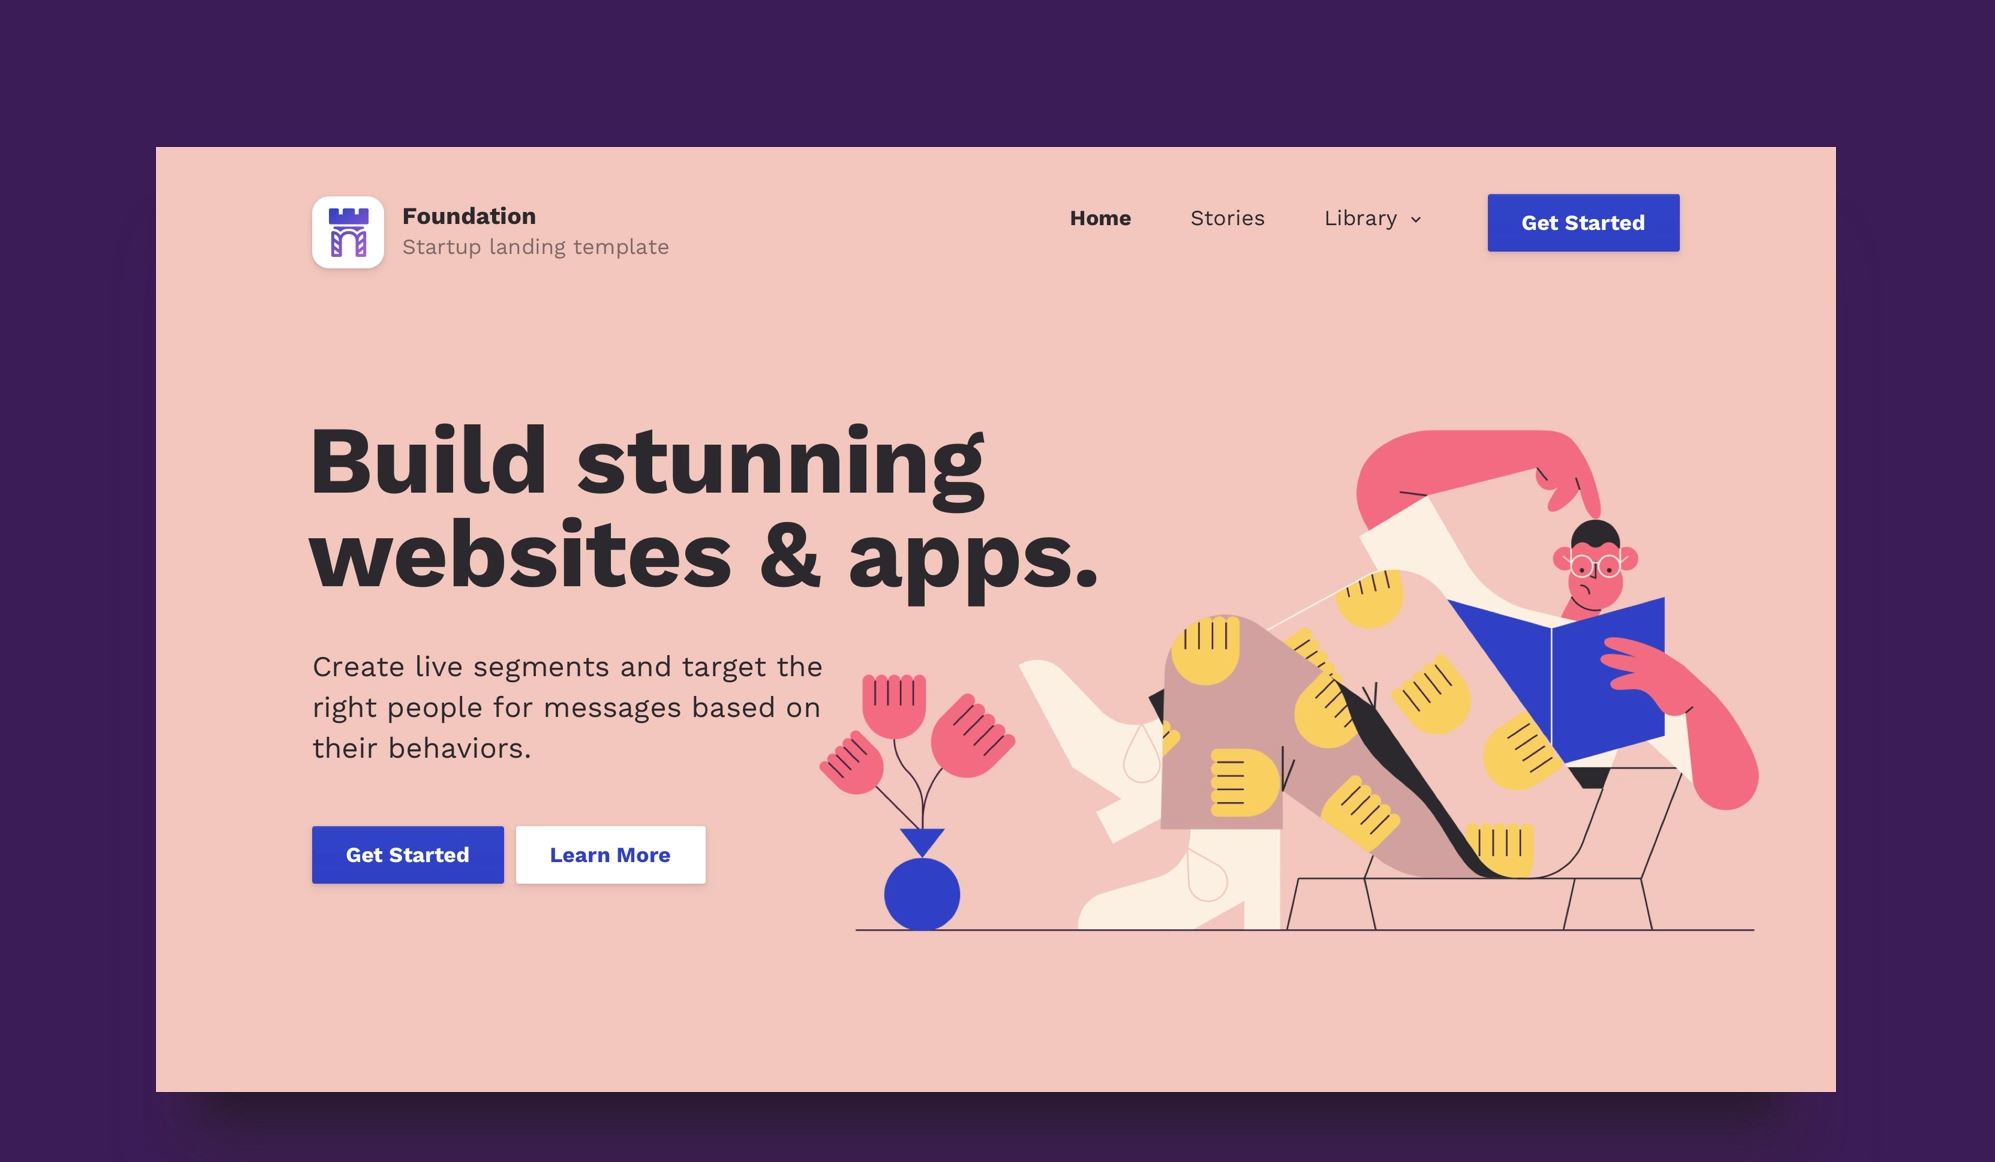 Foundation
Startup landing template
Home Stories Library Get Started
Build stunning
websites & apps.
Create live segments and target the
right people for messages based on
their behaviors.
Get Started Learn More